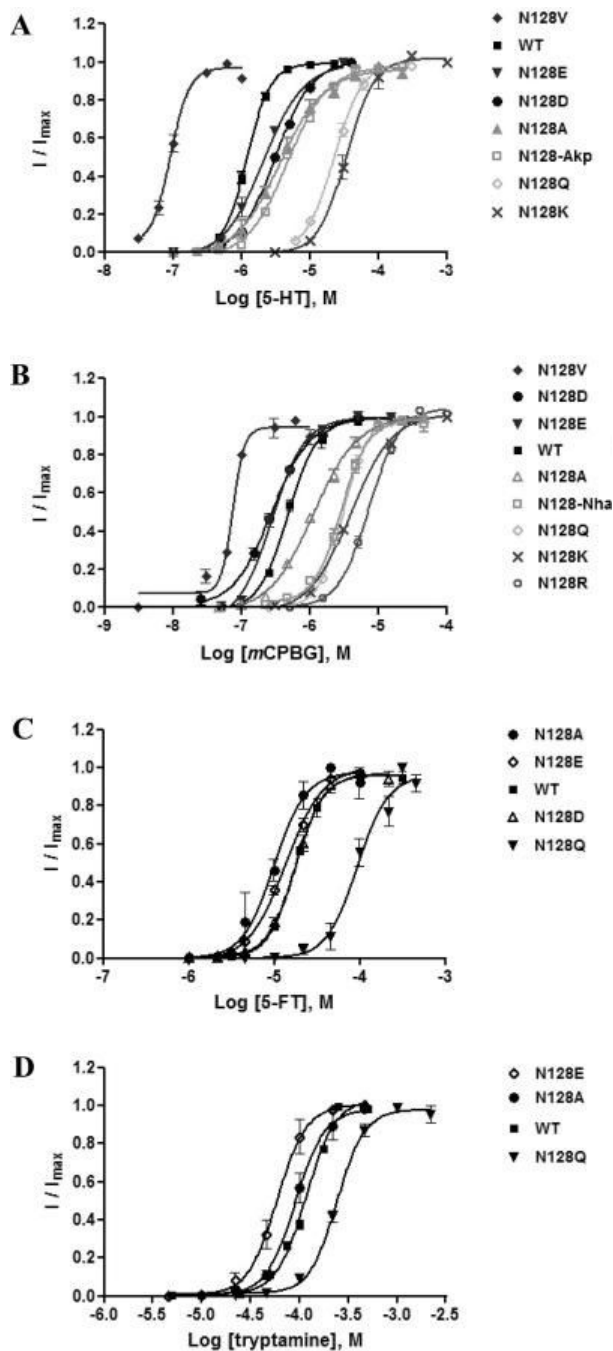 A
I / Imax
1.2
1.0
0.8
0.6
0.4
0.2
0.0
-8
-7
-6
-5
-4
-3
Log [5-HT], M
N128V
WT
N128E
N128D
N128A
N128-Akp
N128Q
N128K
B
I / Imax
1.2
1.0
0.8
0.6
0.4
0.2
0.0
-9
-8
-7
-6
-5
-4
Log [mCPBG], M
N128V
N128D
N128E
WT
N128A
N128-Nha
N128Q
N128K
N128R
C
I / Imax
1.2
1.0
0.8
0.6
0.4
0.2
0.0
-7
-6
-5
-4
-3
Log [5-FT], M
N128A
N128E
WT
N128D
N128Q
D
I / Imax
1.2
1.0
0.8
0.6
0.4
0.2
0.0
-6.0
-5.5
-5.0
-4.5
-4.0
-3.5
-3.0
-2.5
Log [tryptamine], M
N128E
N128A
WT
N128Q